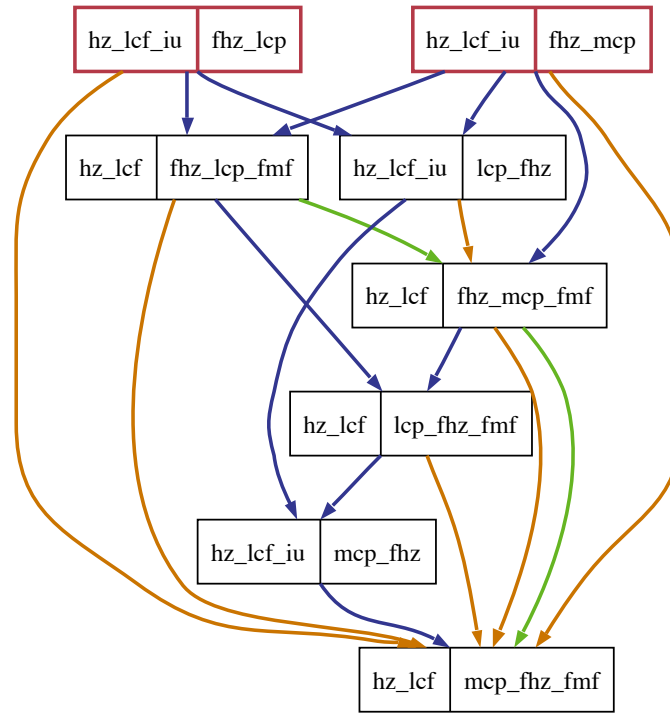 hz_lcf_iu fhz_lcp
hz_lcf_iu fhz_mcp
hz_lcf fhz_lcp_fmf
hz_lcf_iu lcp_fhz
hz_lcf fhz_mcp_fmf
hz_lcf lcp_fhz_fmf
hz_lcf_iu mcp_fhz
hz_lcf mcp_fhz_fmf